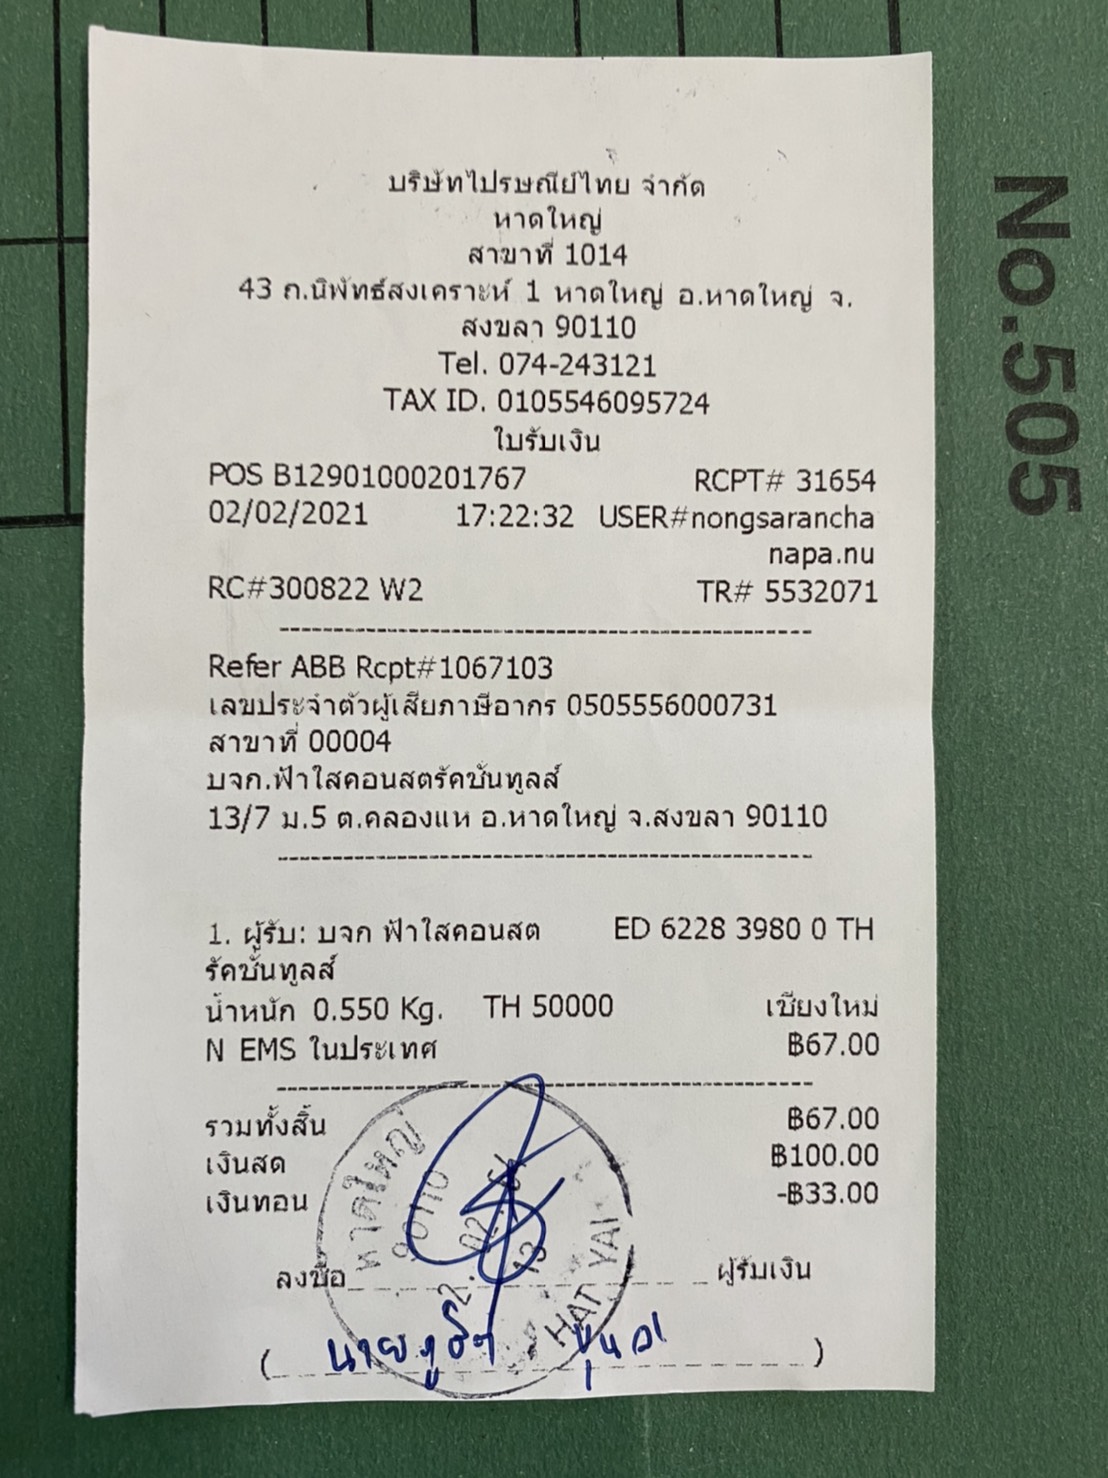 บริษัทไปรษณีย์ไทย จำกัด
หาดใหญ่
สาขาที่ 1014
43 ถ.นิพัทธ์สงเคราะห์ 1 หาดใหญ่ อ.หาดใหญ่ จ.
สงขลา 90110
Tel. 074-243121
TAX ID. 0105546095724
ใบรับเงิน
POS B12901000201767 RCPT# 31654
02/02/2021 17:22:32 USER#nongsarancha
napa.nu
RC#300822 W2 TR# 5532071
Refer ABB Rcpt#1067103
เลขประจำตัวผู้เสียภาษีอากร 0505556000731
สาขาที่ 00004
บจก.ฟ้าใสคอนสตรัคชั่นทูลส์
13/7 ม.5 ต.คลองแห อ.หาดใหญ่ จ.สงขลา 90110
1. ผู้รับ: บจก ฟ้าใสคอนสต ED 6228 3980 0 TH
รัคชั่นทูลส์
น้ำหนัก 0.550 Kg. TH 50000 เชียงใหม่
N EMS ในประเทศ ฿67.00
รวมทั้งสิ้น ฿67.00
เงินสด ฿100.00
เงินทอน -฿33.00
หาดใหญ่
90110
HAT YAI
ลงชื่อ ผู้รับเงิน
( นาย )
No.505